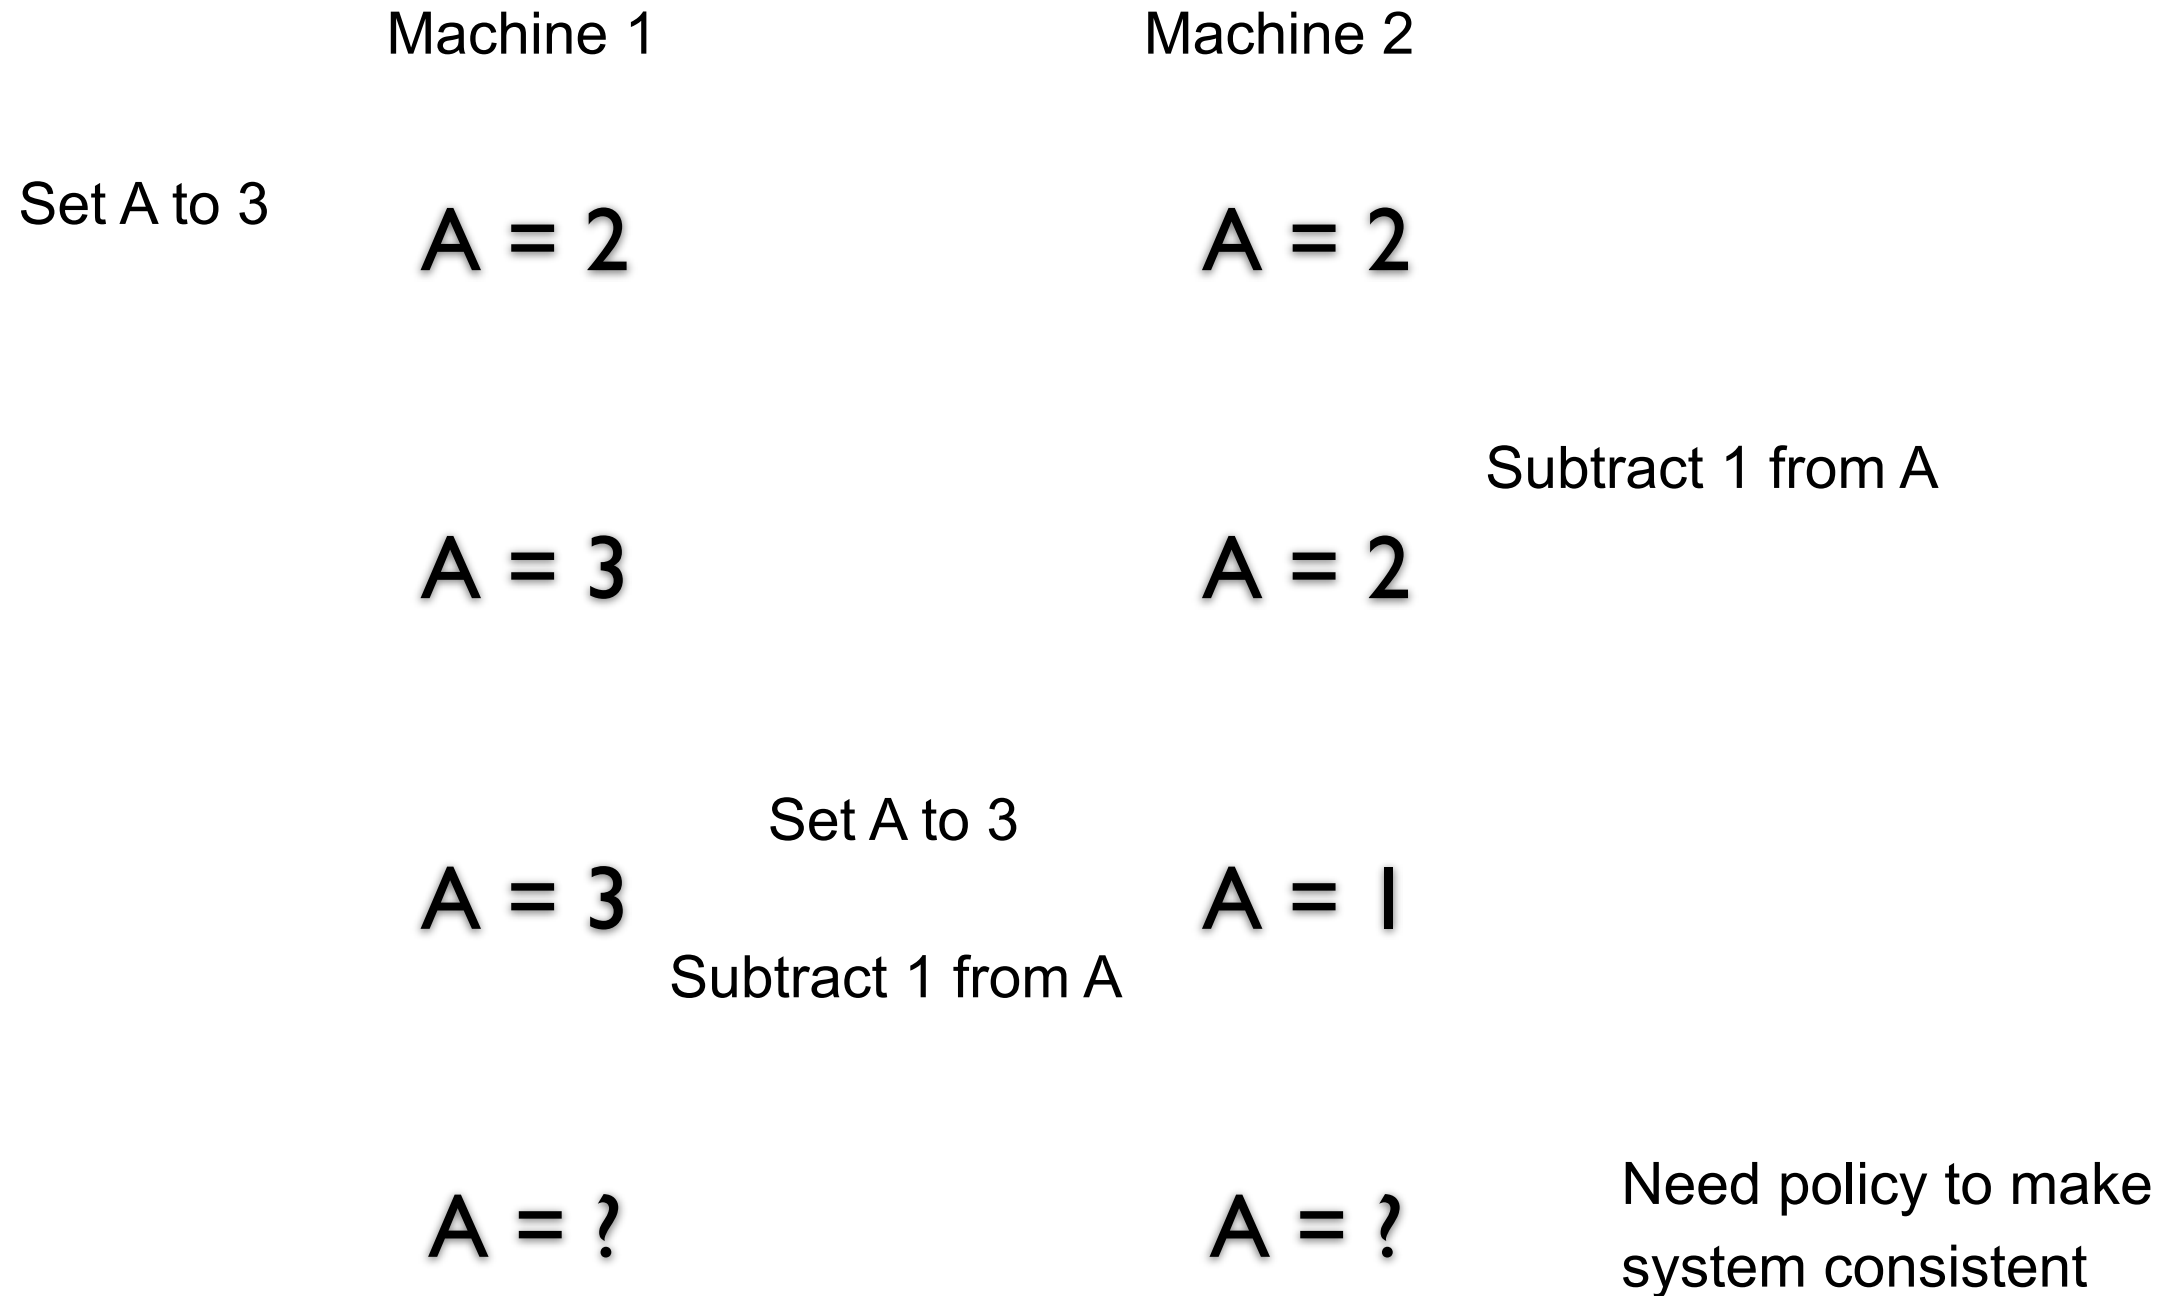 Machine 1
Machine 2
Set A to 3
A = 2
A = 2
Subtract 1 from A
A = 3
A = 2
Set A to 3
A = 3
A = 1
Subtract 1 from A
A = ?
A = ?
Need policy to make
system consistent